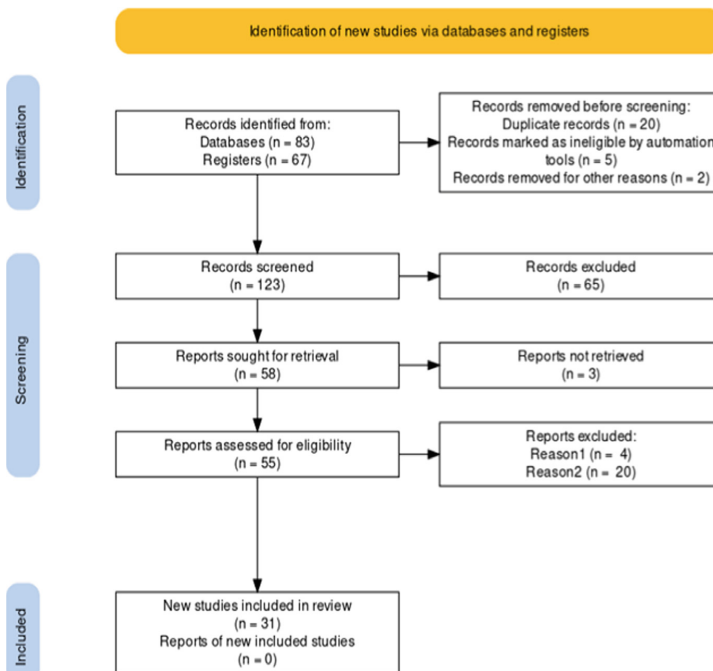 Identification of new studies via databases and registers
Identification
Records identified from:
Databases (n = 83)
Registers (n = 67)
Records removed before screening:
Duplicate records (n = 20)
Records marked as ineligible by automation
tools (n = 5)
Records removed for other reasons (n = 2)
Screening
Records screened
(n = 123)
Records excluded
(n = 65)
Reports sought for retrieval
(n = 58)
Reports not retrieved
(n = 3)
Reports assessed for eligibility
(n = 55)
Reports excluded:
Reason1 (n = 4)
Reason2 (n = 20)
Included
New studies included in review
(n = 31)
Reports of new included studies
(n = 0)